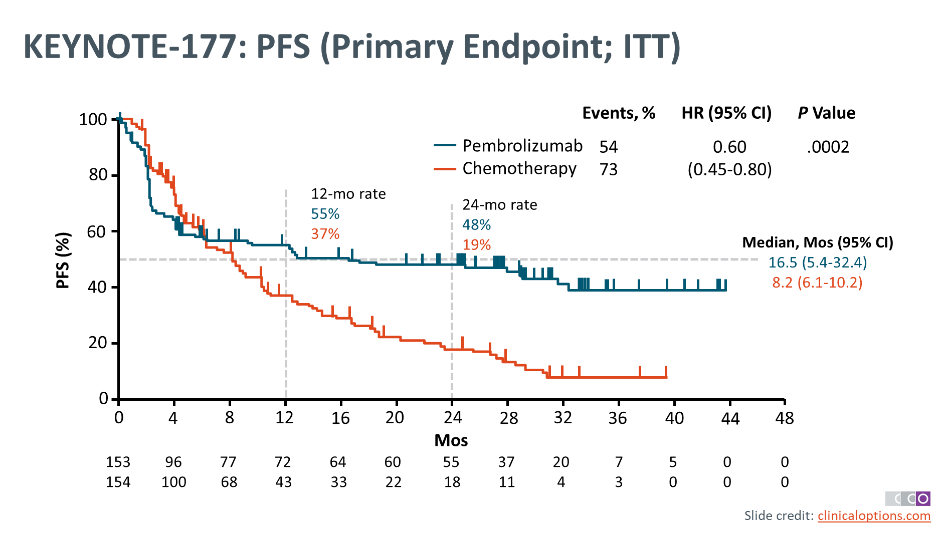 KEYNOTE-177: PFS (Primary Endpoint; ITT)
Events, % HR (95% CI) P Value
Pembrolizumab 54 0.60 .0002
Chemotherapy 73 (0.45-0.80)
12-mo rate
55%
37%
24-mo rate
48%
19%
Median, Mos (95% CI)
16.5 (5.4-32.4)
8.2 (6.1-10.2)
PFS (%)
100
80
60
40
20
0
0 4 8 12 16 20 24 28 32 36 40 44 48
Mos
153 96 77 72 64 60 55 37 20 7 5 0 0
154 100 68 43 33 22 18 11 4 3 0 0 0
CCO
Slide credit: clinicaloptions.com